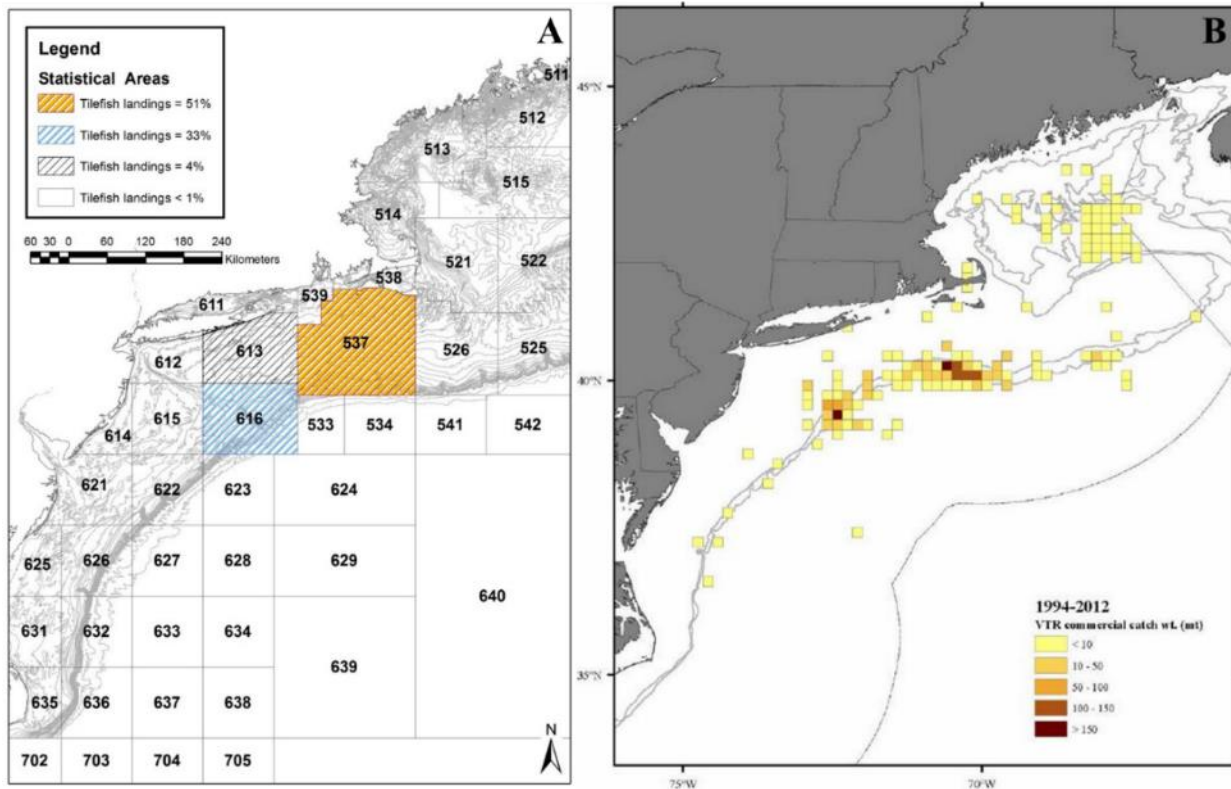 A
Legend
Statistical Areas
Tilefish landings = 51%
Tilefish landings = 33%
Tilefish landings = 4%
Tilefish landings < 1%
60 30 0 60 120 180 240
Kilometers
511
512
513
515
514
521 522
538
539
611
537
526 525
613
612
616
615
533 534 541 542
614
621
622 623 624
625
626 627 628 629
640
631 632 633 634
639
635 636 637 638
N
702 703 704 705
B
45°N
40°N
35°N
75°W 70°W
1994-2012
VTR commercial catch wt. (mt)
< 10
10 - 50
50 - 100
100 - 150
> 150